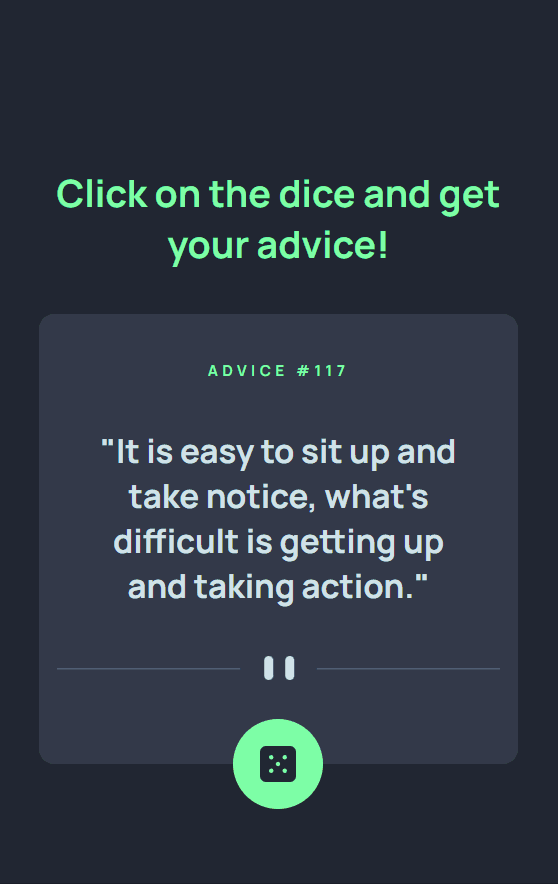 Click on the dice and get
your advice!
ADVICE #117
"It is easy to sit up and
take notice, what's
difficult is getting up
and taking action."